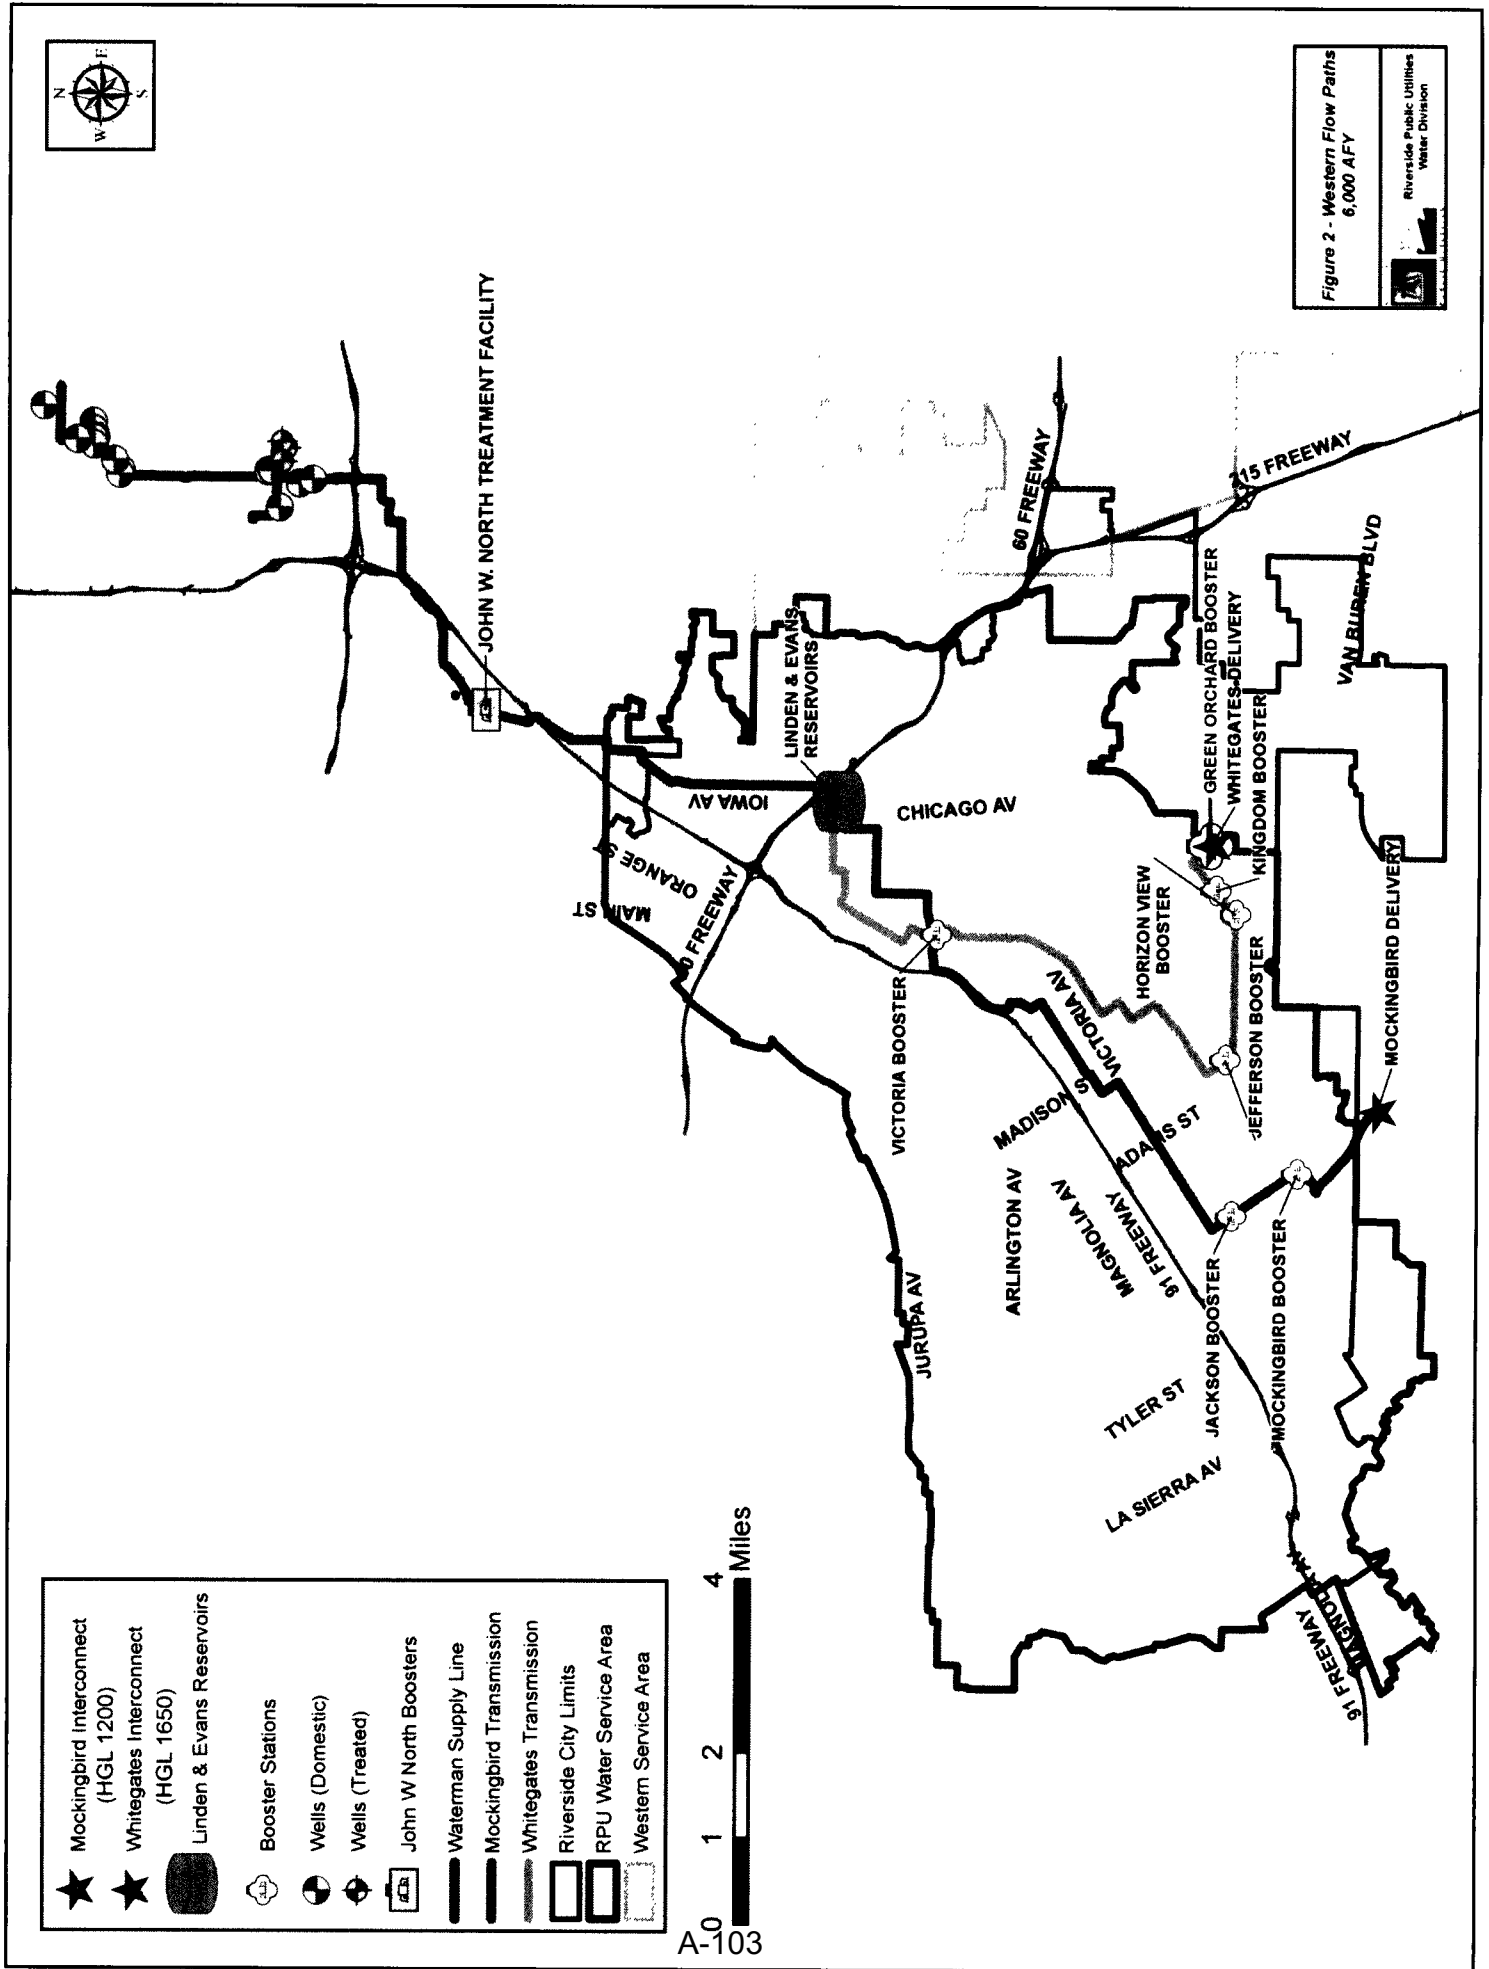 N
W
E
S
Figure 2 - Western Flow Paths
6,000 AFY
Riverside Public Utilities
Water Division
JOHN W. NORTH TREATMENT FACILITY
60 FREEWAY
215 FREEWAY
LINDEN & EVANS
RESERVOIRS
IOWA AV
CHICAGO AV
ORANGE ST
MAIN ST
0 FREEWAY
GREEN ORCHARD BOOSTER
WHITEGATES DELIVERY
KINGDOM BOOSTER
VAN BUREN BLVD
HORIZON VIEW
BOOSTER
MOCKINGBIRD DELIVERY
VICTORIA BOOSTER
VICTORIA AV
JEFFERSON BOOSTER
MADISON S
ADAMS ST
ARLINGTON AV
MAGNOLIA AV
91 FREEWAY
JURUPA AV
JACKSON BOOSTER
MOCKINGBIRD BOOSTER
TYLER ST
LA SIERRA AV
MAGNOLIA AV
91 FREEWAY
Mockingbird Interconnect
(HGL 1200)
Whitegates Interconnect
(HGL 1650)
Linden & Evans Reservoirs
Booster Stations
Wells (Domestic)
Wells (Treated)
John W North Boosters
Waterman Supply Line
Mockingbird Transmission
Whitegates Transmission
Riverside City Limits
RPU Water Service Area
Western Service Area
0 1 2 4
Miles
A-103